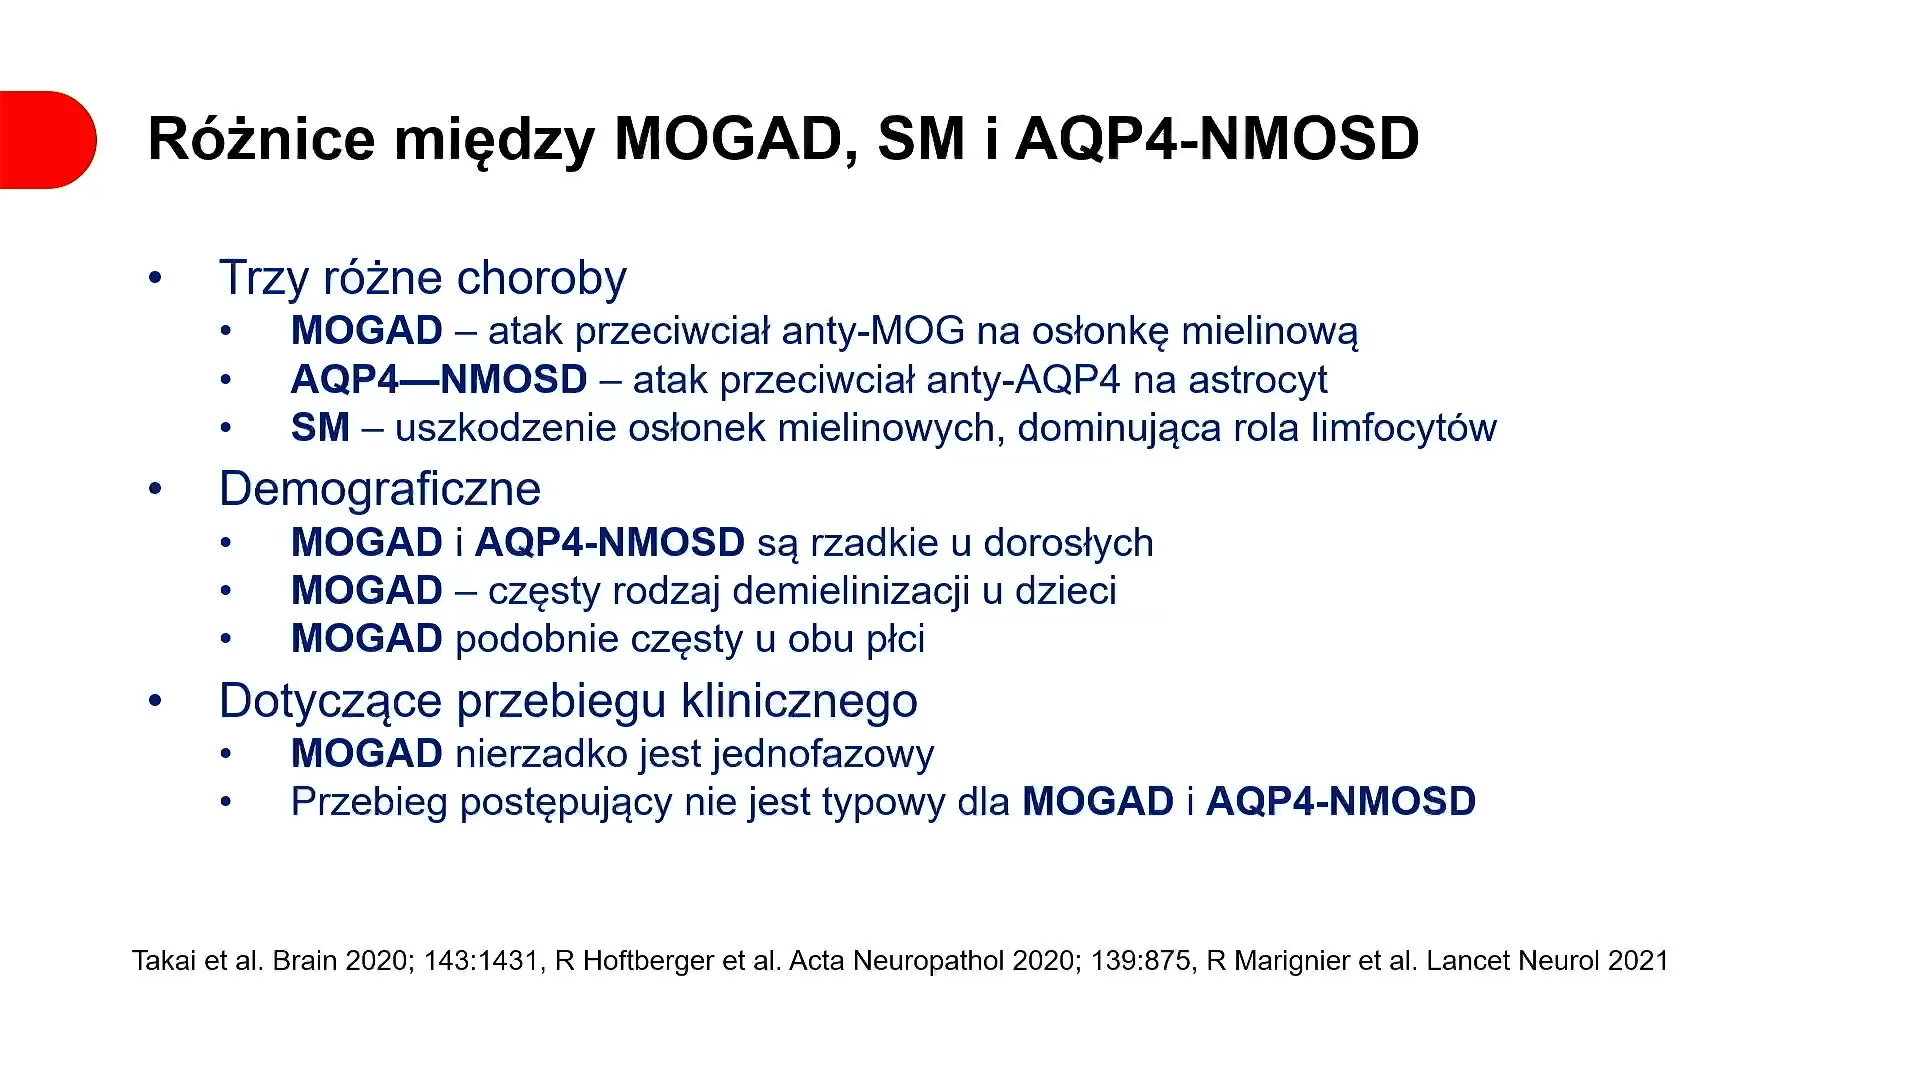 Różnice między MOGAD, SM i AQP4-NMOSD
• Trzy różne choroby
• MOGAD – atak przeciwciał anty-MOG na osłonkę mielinową
• AQP4—NMOSD – atak przeciwciał anty-AQP4 na astrocyt
• SM – uszkodzenie osłonek mielinowych, dominująca rola limfocytów
• Demograficzne
• MOGAD i AQP4-NMOSD są rzadkie u dorosłych
• MOGAD – częsty rodzaj demielinizacji u dzieci
• MOGAD podobnie częsty u obu płci
• Dotyczące przebiegu klinicznego
• MOGAD nierzadko jest jednofazowy
• Przebieg postępujący nie jest typowy dla MOGAD i AQP4-NMOSD
Takai et al. Brain 2020; 143:1431, R Hoftberger et al. Acta Neuropathol 2020; 139:875, R Marignier et al. Lancet Neurol 2021